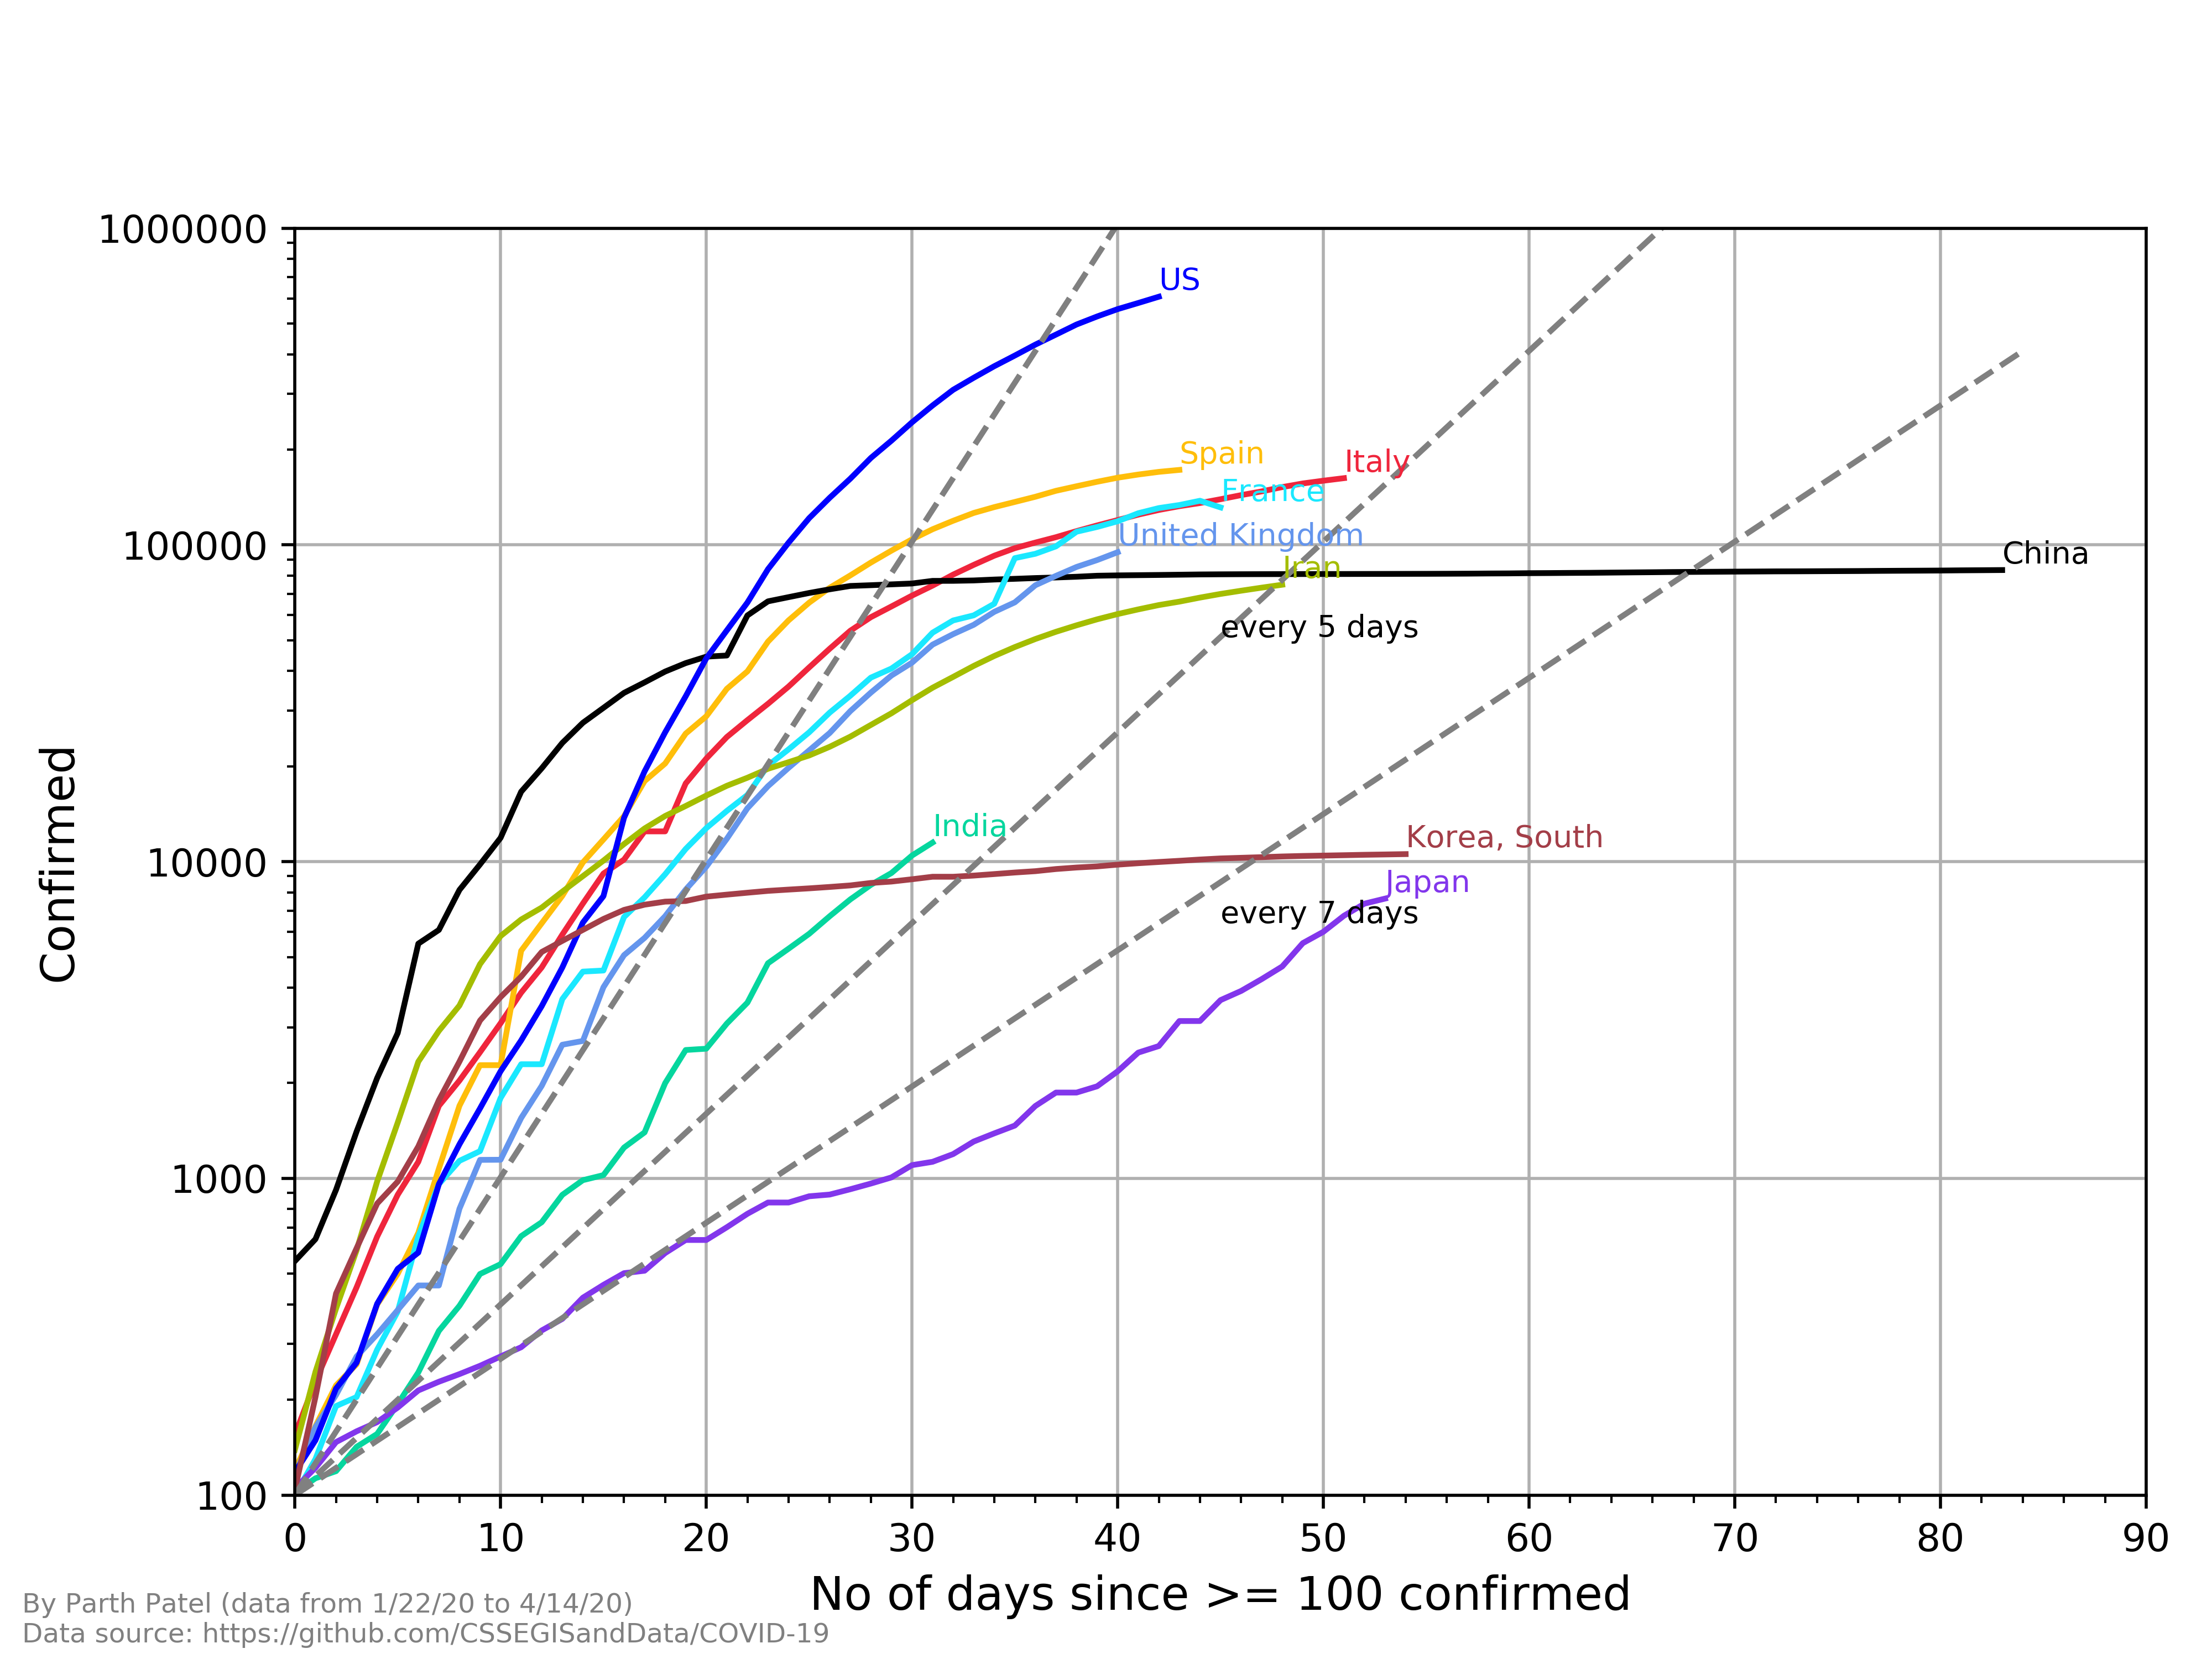 1000000
US
Spain
Italy
France
100000
United Kingdom
China
Iran
every 5 days
India
Korea, South
10000
Japan
every 7 days
Confirmed
1000
100
0 10 20 30 40 50 60 70 80 90
No of days since >= 100 confirmed
By Parth Patel (data from 1/22/20 to 4/14/20)
Data source: https://github.com/CSSEGISandData/COVID-19